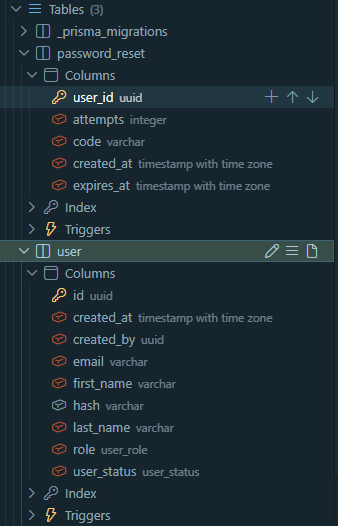 Tables (3)
_prisma_migrations
password_reset
Columns
user_id uuid
attempts integer
code varchar
created_at timestamp with time zone
expires_at timestamp with time zone
Index
Triggers
user
Columns
id uuid
created_at timestamp with time zone
created_by uuid
email varchar
first_name varchar
hash varchar
last_name varchar
role user_role
user_status user_status
Index
Triggers